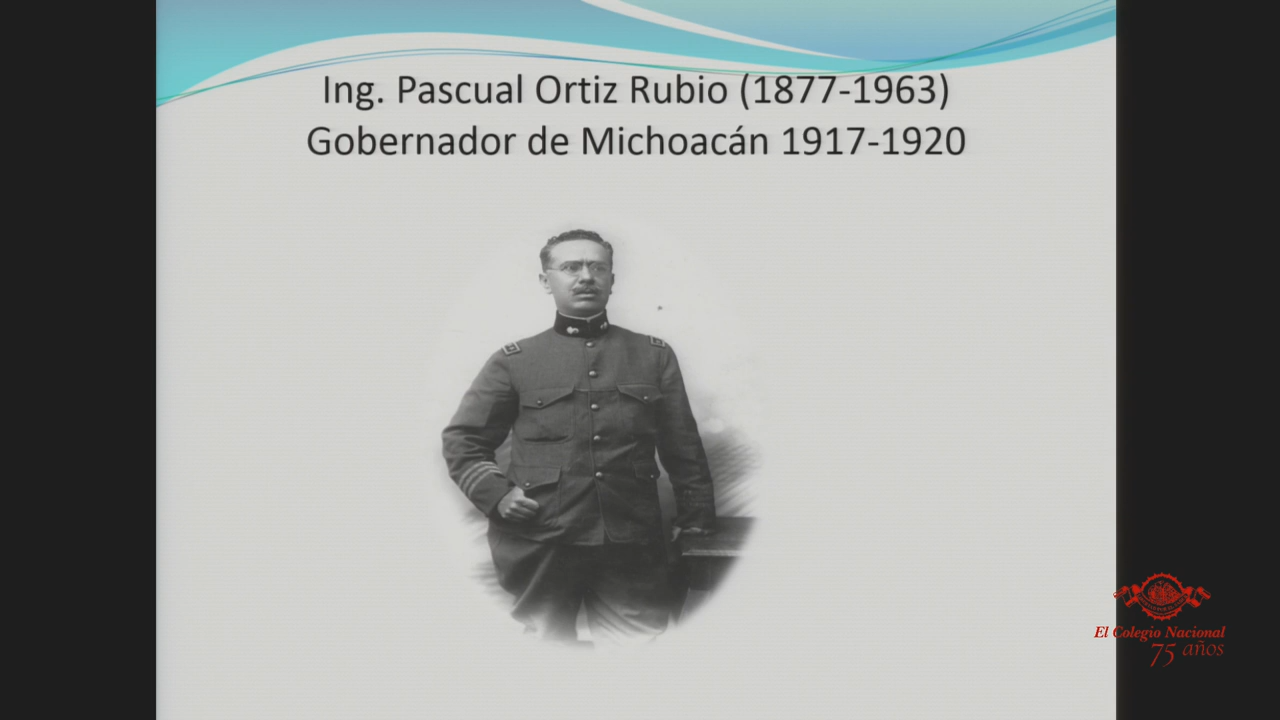 Ing. Pascual Ortiz Rubio (1877-1963)
Gobernador de Michoacán 1917-1920
El Colegio Nacional
75 años